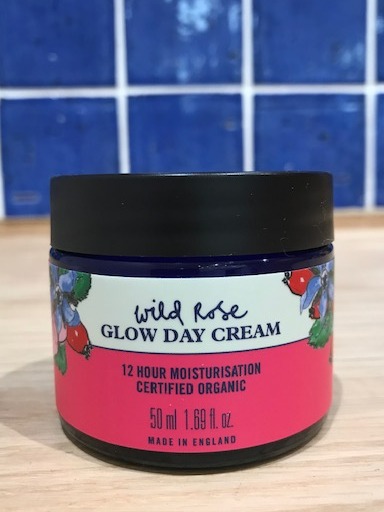 wild Rose
GLOW DAY CREAM
12 HOUR MOISTURISATION
CERTIFIED ORGANIC
50 ml 1.69 fl. oz.
MADE IN ENGLAND